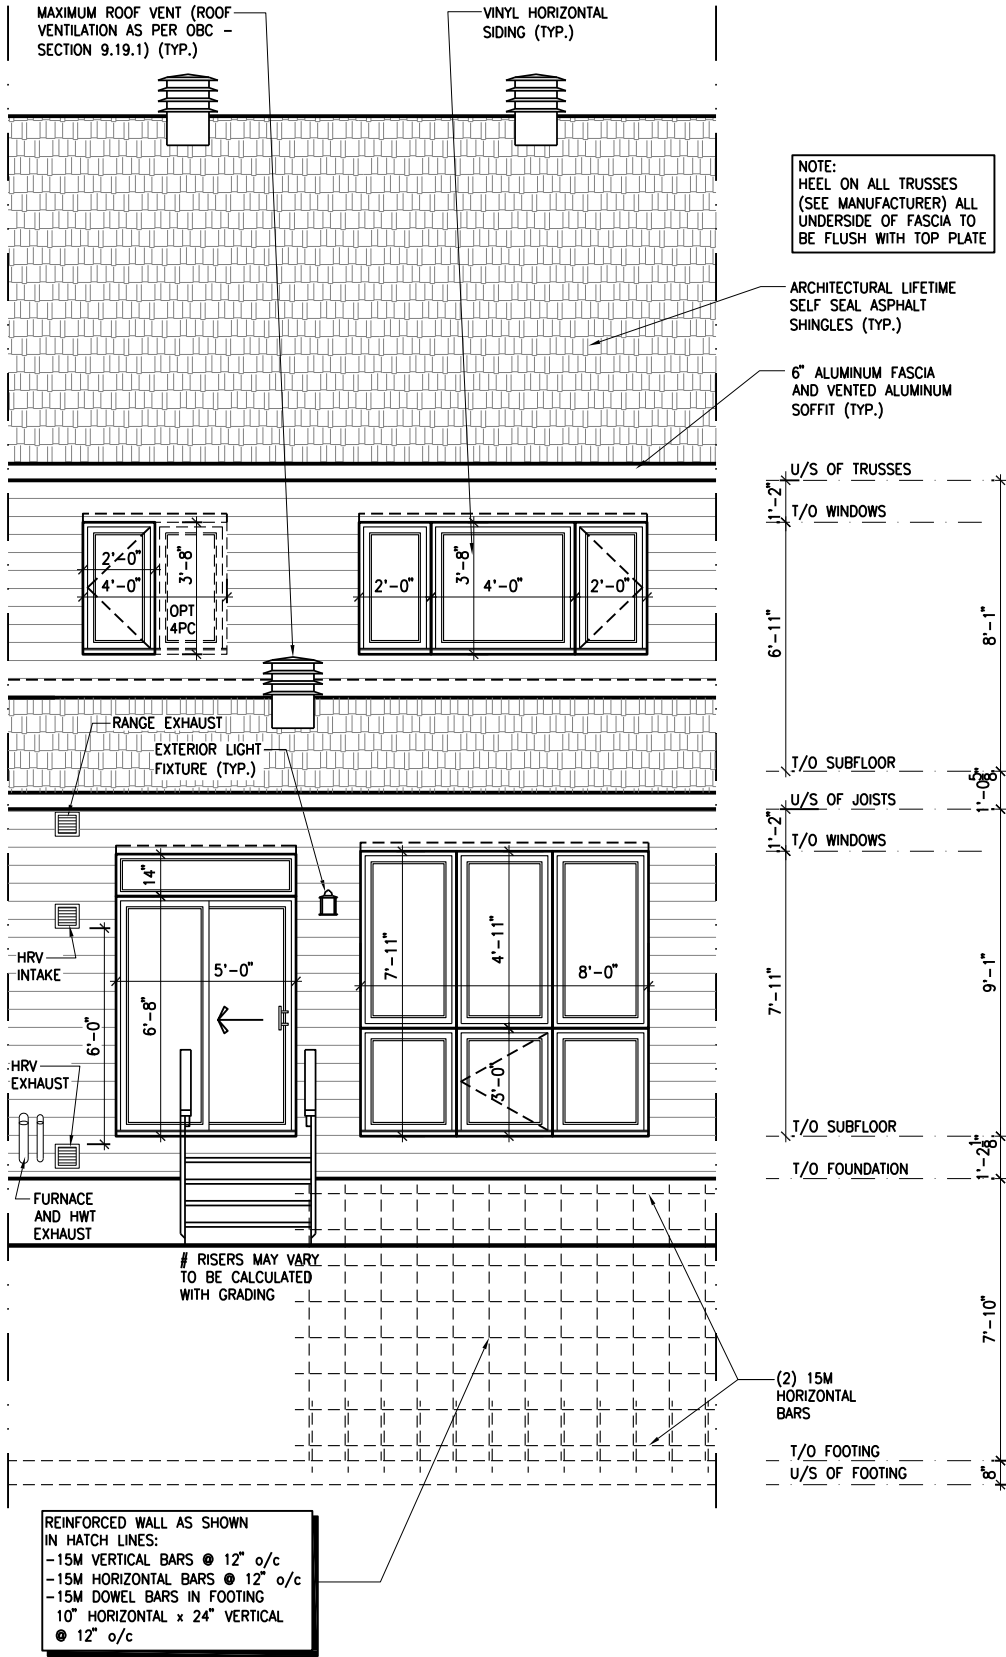 MAXIMUM ROOF VENT (ROOF
VENTILATION AS PER OBC –
SECTION 9.19.1) (TYP.)
VINYL HORIZONTAL
SIDING (TYP.)
NOTE:
HEEL ON ALL TRUSSES
(SEE MANUFACTURER) ALL
UNDERSIDE OF FASCIA TO
BE FLUSH WITH TOP PLATE
ARCHITECTURAL LIFETIME
SELF SEAL ASPHALT
SHINGLES (TYP.)
6" ALUMINUM FASCIA
AND VENTED ALUMINUM
SOFFIT (TYP.)
U/S OF TRUSSES
1'-2"
T/O WINDOWS
2'-0"
4'-0"
3'-8"
OPT
4PC
2'-0"
3'-8"
4'-0"
2'-0"
6'-11"
8'-1"
RANGE EXHAUST
EXTERIOR LIGHT
FIXTURE (TYP.)
T/O SUBFLOOR
1'-0 5/8"
U/S OF JOISTS
1'-2"
T/O WINDOWS
14"
HRV
INTAKE
5'-0"
6'-8"
7'-11"
4'-11"
8'-0"
3'-0"
7'-11"
9'-1"
6'-0"
HRV
EXHAUST
T/O SUBFLOOR
1'-2 1/8"
T/O FOUNDATION
FURNACE
AND HWT
EXHAUST
# RISERS MAY VARY
TO BE CALCULATED
WITH GRADING
7'-10"
(2) 15M
HORIZONTAL
BARS
T/O FOOTING
U/S OF FOOTING
8"
REINFORCED WALL AS SHOWN
IN HATCH LINES:
-15M VERTICAL BARS @ 12" o/c
-15M HORIZONTAL BARS @ 12" o/c
-15M DOWEL BARS IN FOOTING
10" HORIZONTAL x 24" VERTICAL
@ 12" o/c